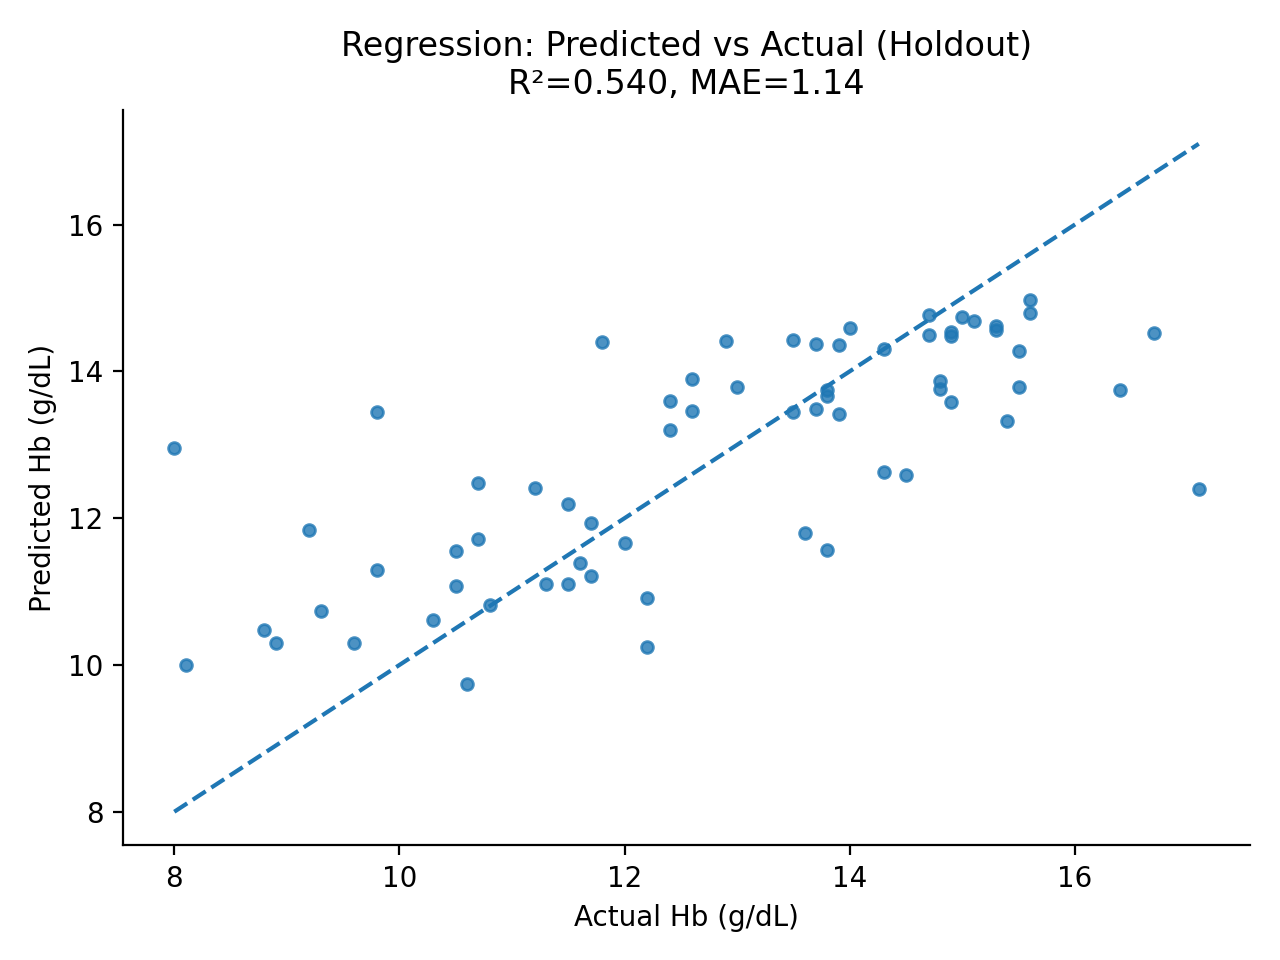 Regression: Predicted vs Actual (Holdout)
R²=0.540, MAE=1.14
Predicted Hb (g/dL)
16
14
12
10
8
8 10 12 14 16
Actual Hb (g/dL)